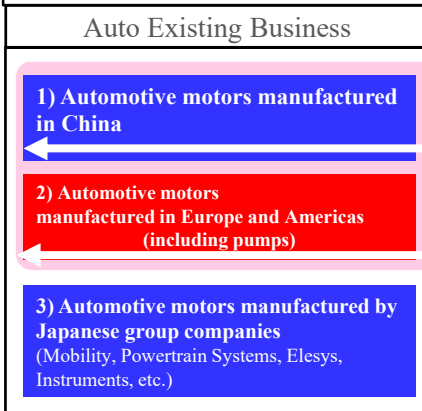 Auto Existing Business
1) Automotive motors manufactured
in China
2) Automotive motors
manufactured in Europe and Americas
(including pumps)
3) Automotive motors manufactured by
Japanese group companies
(Mobility, Powertrain Systems, Elesys,
Instruments, etc.)